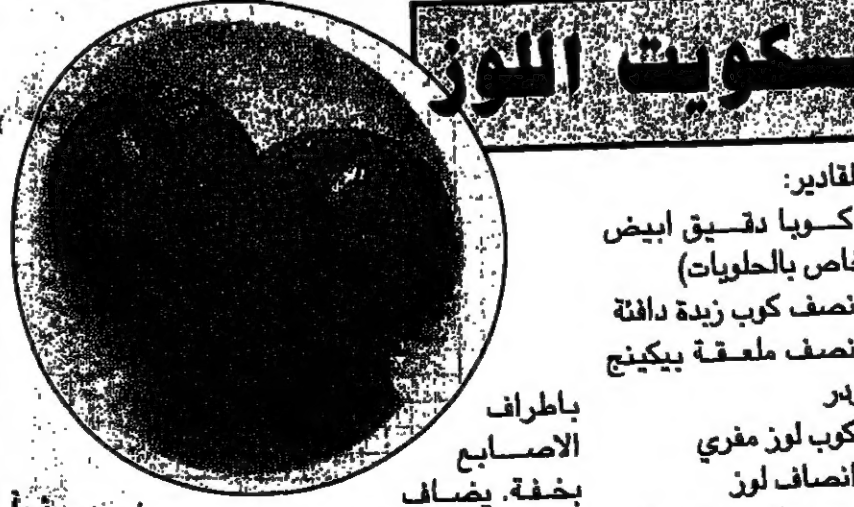 سكويت اللوز
لقادير:
كوبا دقيق ابيض
خاص بالحلويات)
نصف كوب زبدة دافئة
نصف ملعقة بيكينج
در
كوب لوز مفري
انصاف لوز
باطراف
الاصابع
بخفة. يضاف